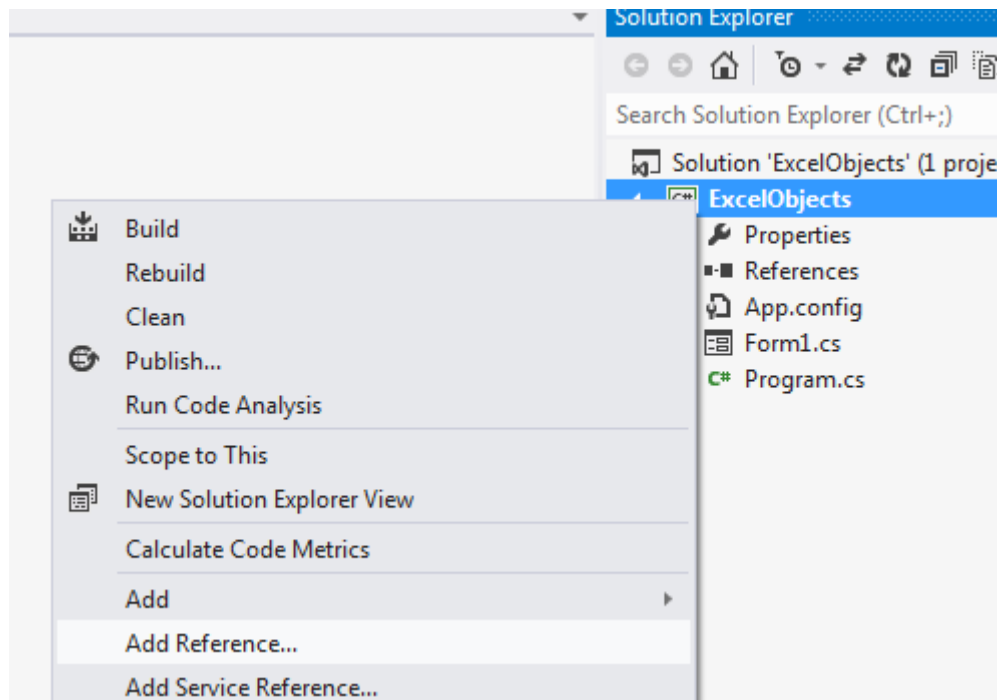 Solution Explorer
Search Solution Explorer (Ctrl+;)
Solution 'ExcelObjects' (1 proje
C# ExcelObjects
Properties
References
App.config
Form1.cs
C# Program.cs
Build
Rebuild
Clean
Publish...
Run Code Analysis
Scope to This
New Solution Explorer View
Calculate Code Metrics
Add
Add Reference...
Add Service Reference...